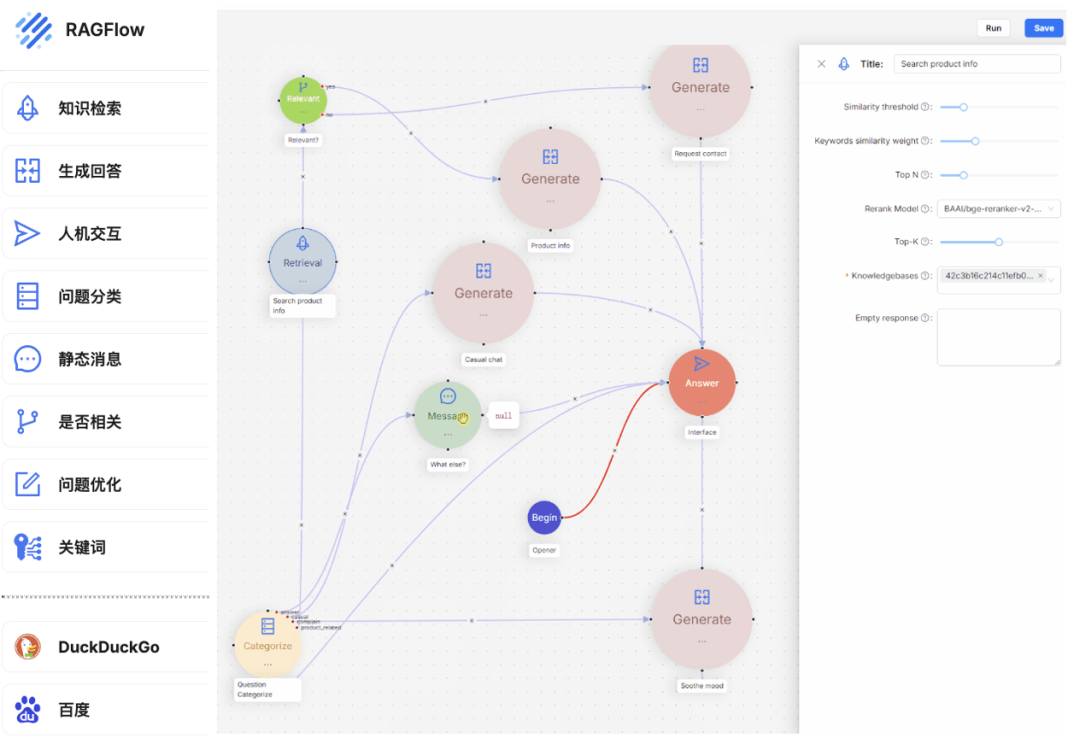 RAGFlow
知识检索
生成回答
人机交互
问题分类
静态消息
是否相关
问题优化
关键词
DuckDuckGo
百度
Run
Save
Title:
Search product info
Similarity threshold
Keywords similarity weight
Top N
Rerank Model
BAAI/bge-reranker-v2-...
Top-K
* Knowledgebases
42c3b16c214c11efb0... ×
Empty response
Relevant
yes
no
Relevant?
Generate
...
Request contact
Generate
...
Product info
Retrieval
...
Search product
info
Generate
...
Casual chat
Message
...
What else?
null
Answer
Interface
Begin
Opener
Categorize
...
answer
casual
complain
product_related
Question
Categorize
Generate
...
Soothe mood